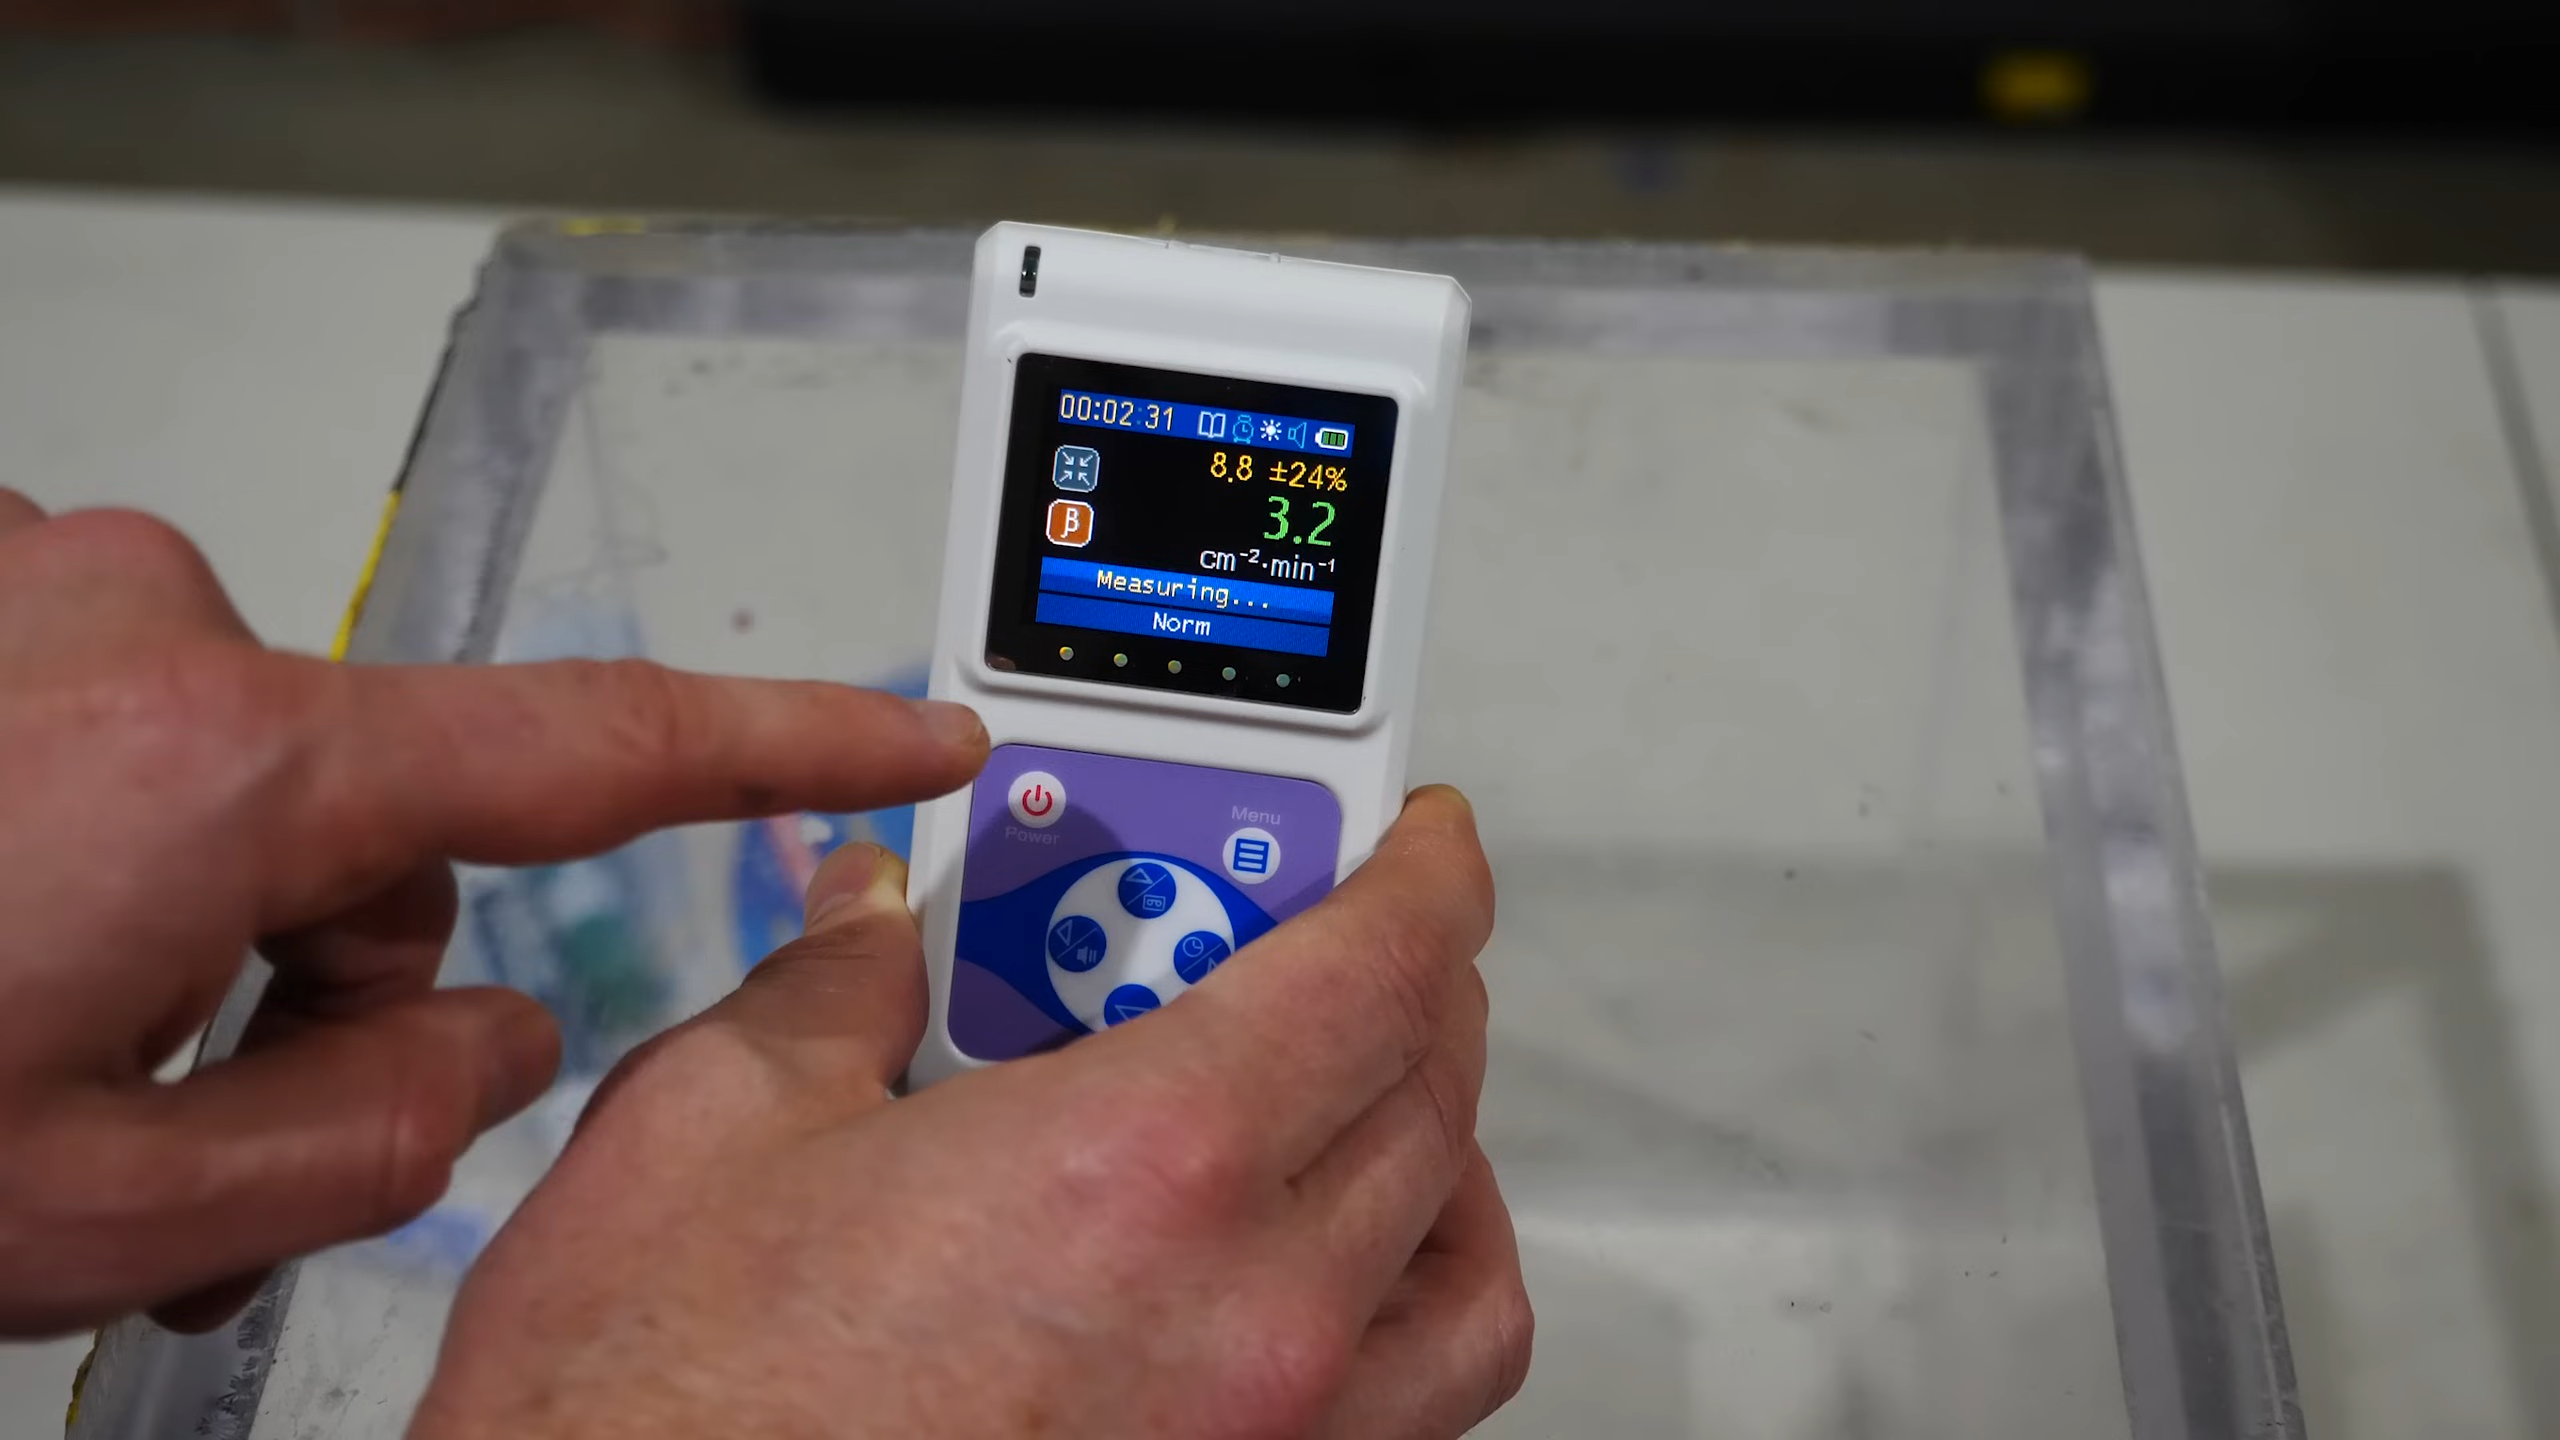 00:02:31
8.8 ±24%
β 3.2
cm⁻²·min⁻¹
Measuring...
Norm
Power
Menu